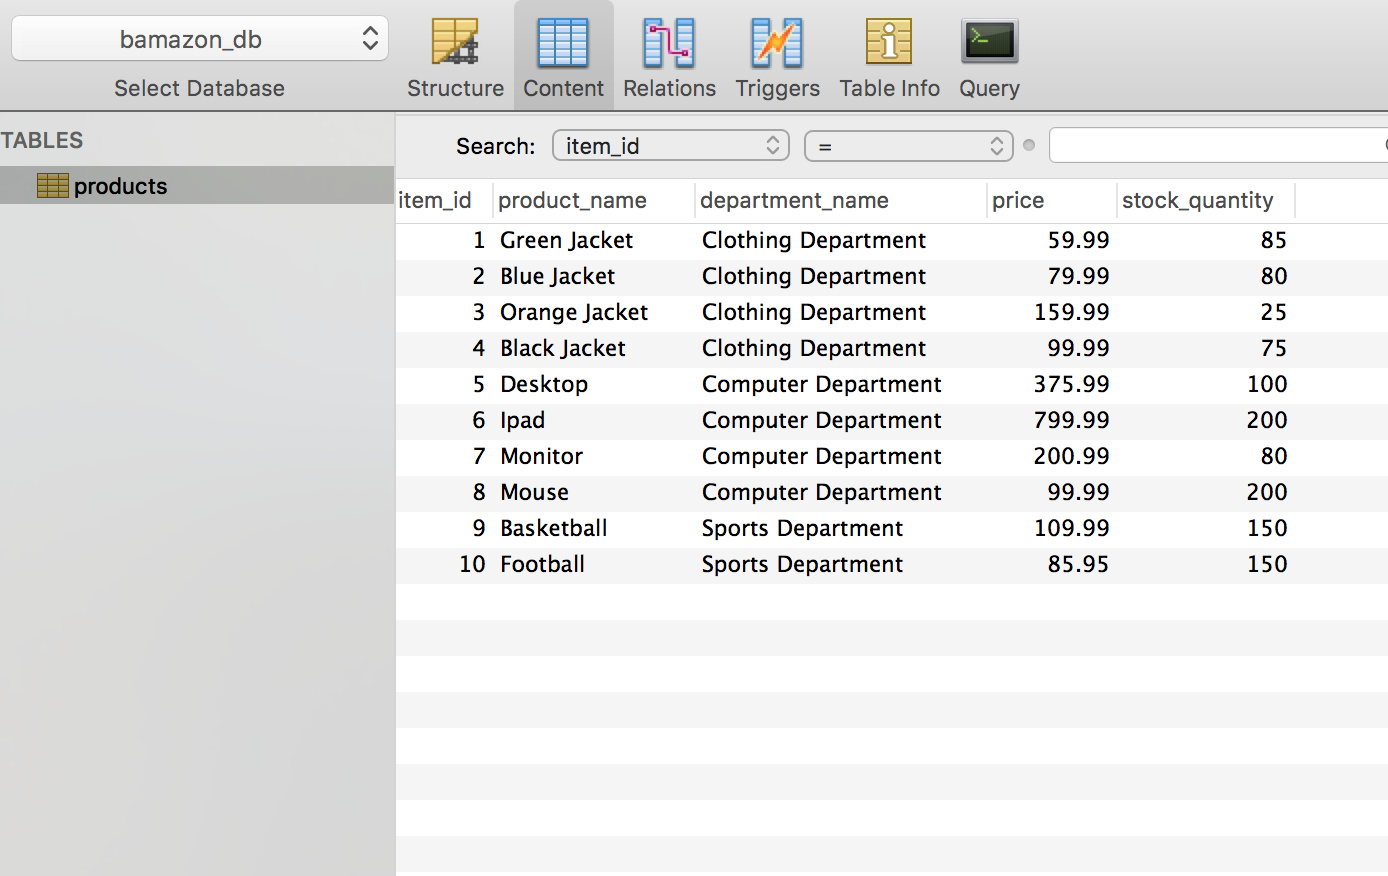 bamazon_db
Select Database
Structure Content Relations Triggers Table Info Query
TABLES
products
Search: item_id =
item_id product_name department_name price stock_quantity
1 Green Jacket Clothing Department 59.99 85
2 Blue Jacket Clothing Department 79.99 80
3 Orange Jacket Clothing Department 159.99 25
4 Black Jacket Clothing Department 99.99 75
5 Desktop Computer Department 375.99 100
6 Ipad Computer Department 799.99 200
7 Monitor Computer Department 200.99 80
8 Mouse Computer Department 99.99 200
9 Basketball Sports Department 109.99 150
10 Football Sports Department 85.95 150